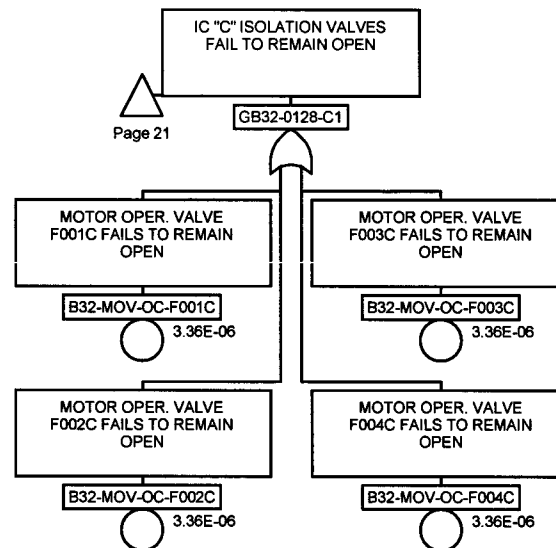 IC "C" ISOLATION VALVES
FAIL TO REMAIN OPEN
Page 21
GB32-0128-C1
MOTOR OPER. VALVE
F001C FAILS TO REMAIN
OPEN
B32-MOV-OC-F001C
3.36E-06
MOTOR OPER. VALVE
F003C FAILS TO REMAIN
OPEN
B32-MOV-OC-F003C
3.36E-06
MOTOR OPER. VALVE
F002C FAILS TO REMAIN
OPEN
B32-MOV-OC-F002C
3.36E-06
MOTOR OPER. VALVE
F004C FAILS TO REMAIN
OPEN
B32-MOV-OC-F004C
3.36E-06